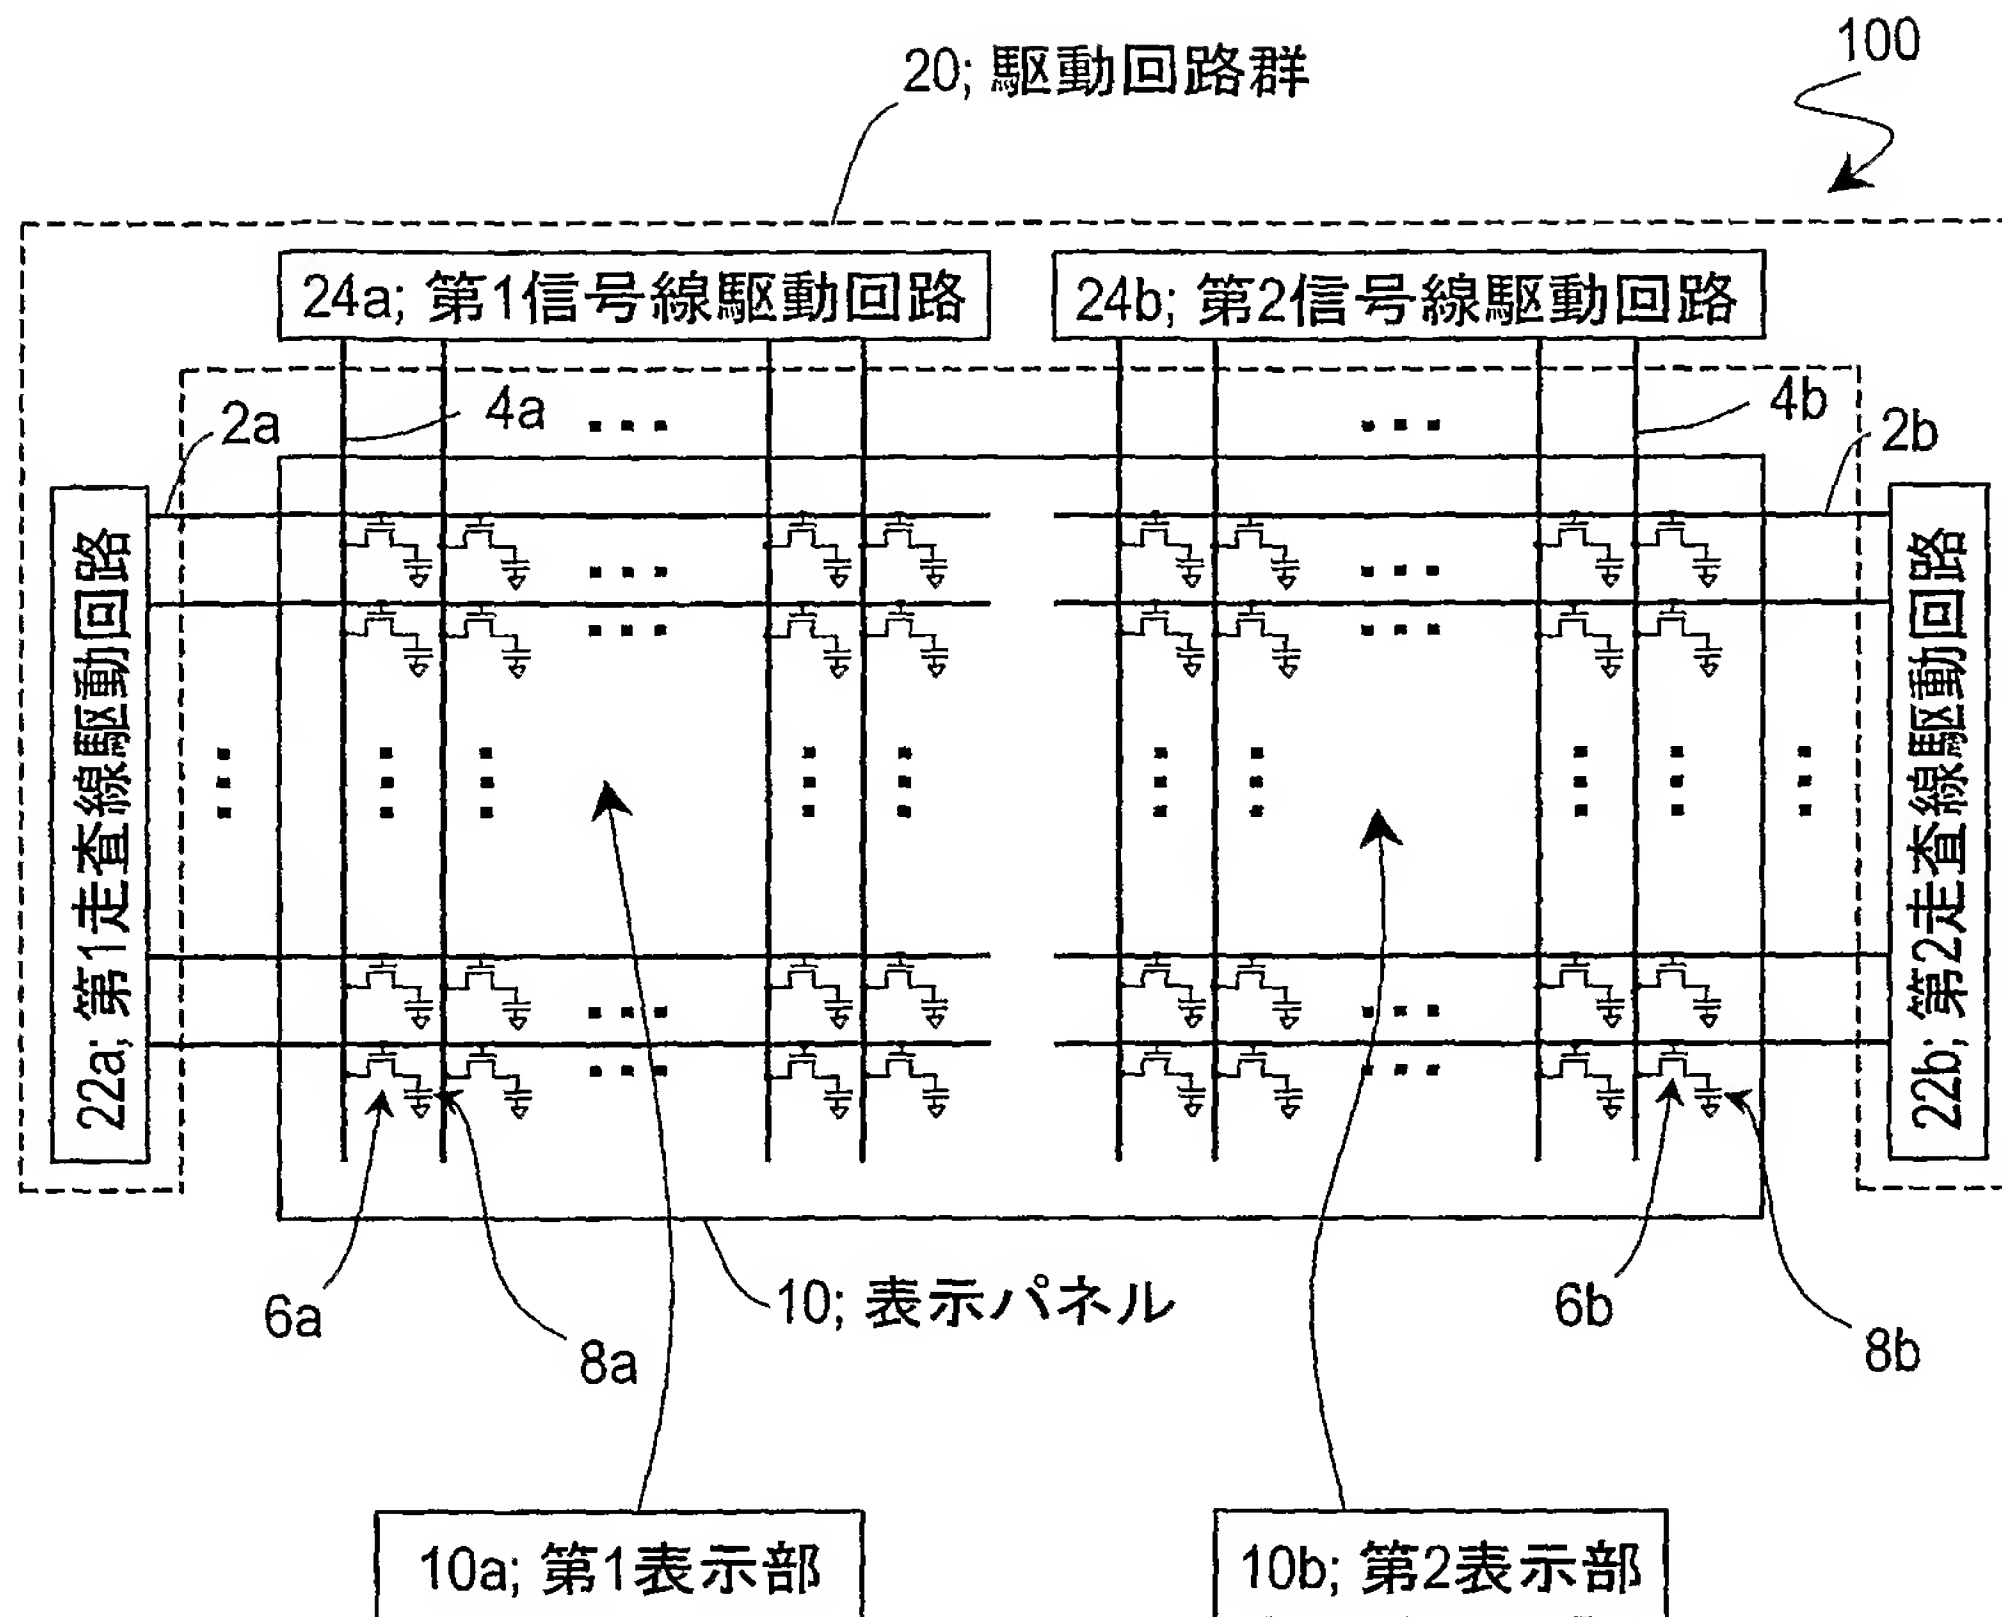 100
20; 駆動回路群
24a; 第1信号線駆動回路
24b; 第2信号線駆動回路
4a
4b
2a
2b
22a; 第1走査線駆動回路
22b; 第2走査線駆動回路
10; 表示パネル
6a
8a
6b
8b
10a; 第1表示部
10b; 第2表示部